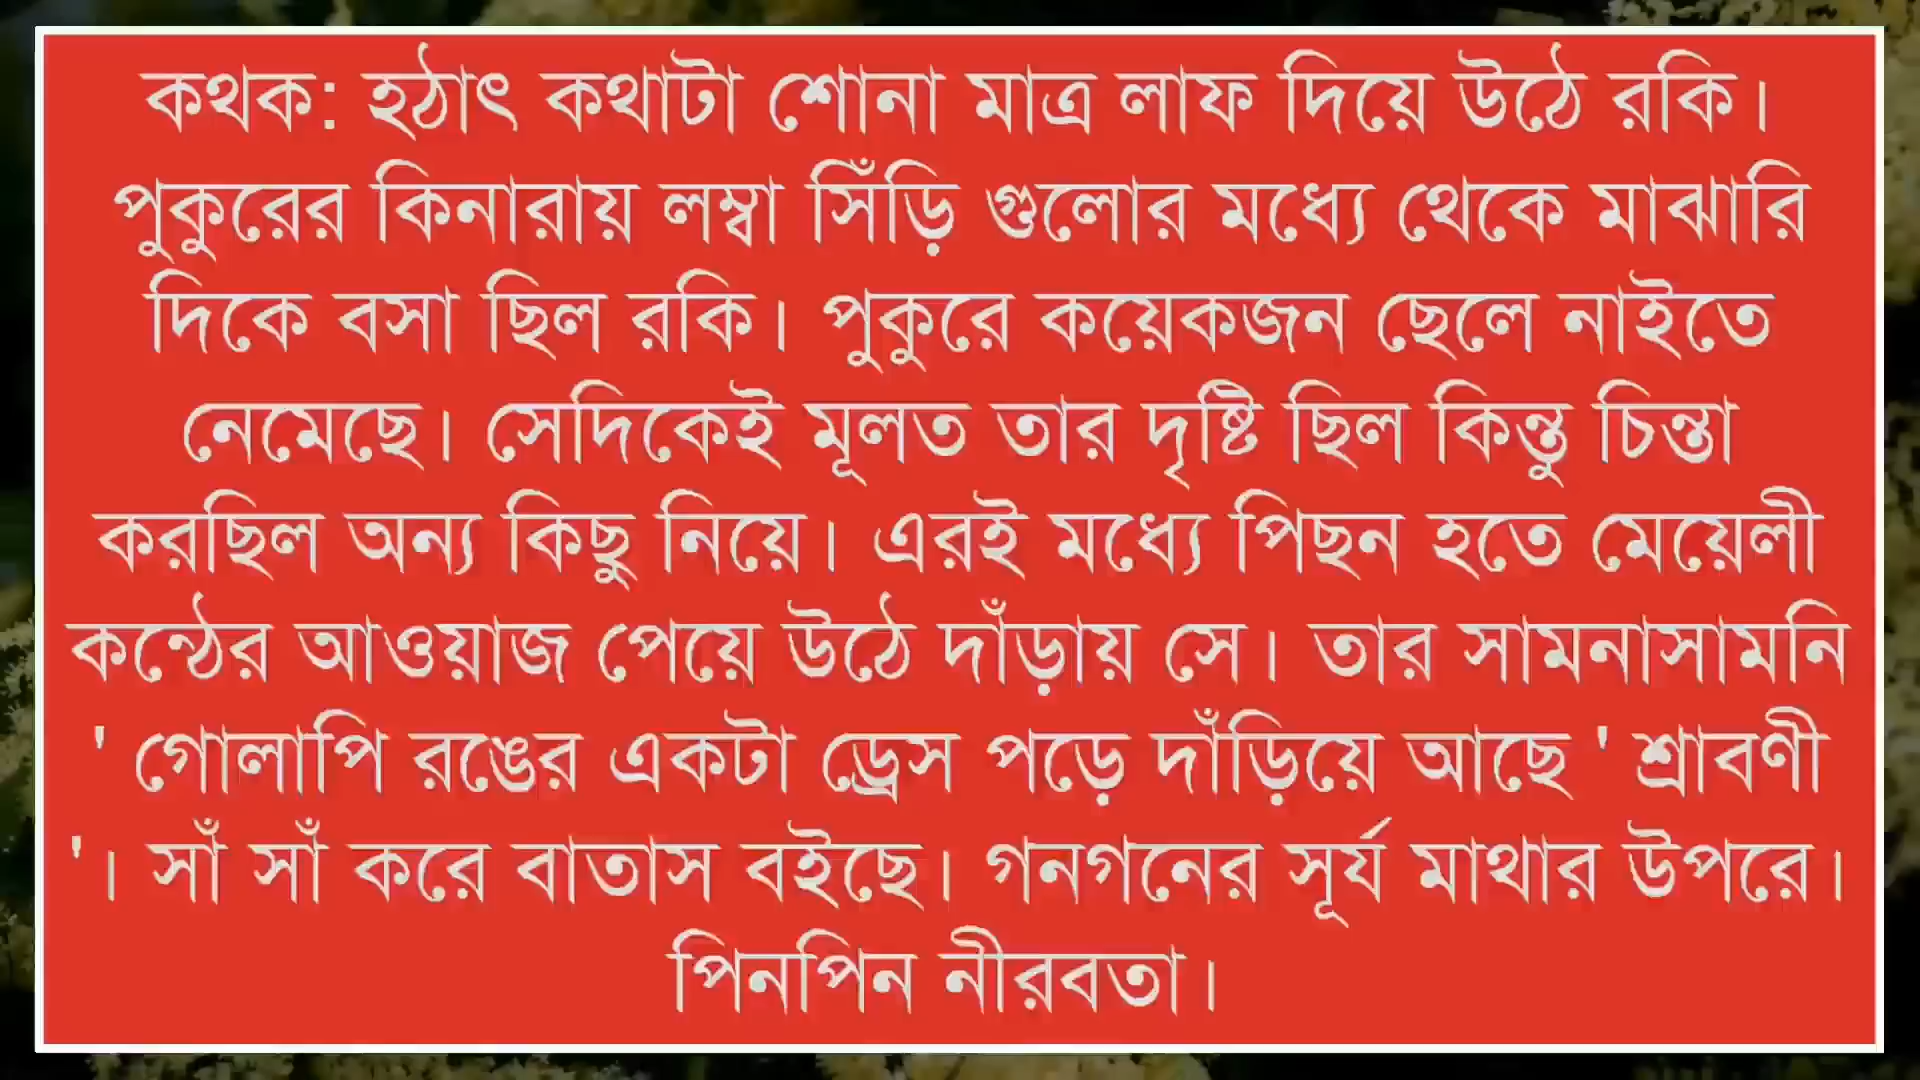 কথক: হঠাৎ কথাটা শোনা মাত্র লাফ দিয়ে উঠে রকি।
পুকুরের কিনারায় লম্বা সিঁড়ি গুলোর মধ্যে থেকে মাঝারি
দিকে বসা ছিল রকি। পুকুরে কয়েকজন ছেলে নাইতে
নেমেছে। সেদিকেই মূলত তার দৃষ্টি ছিল কিন্তু চিন্তা
করছিল অন্য কিছু নিয়ে। এরই মধ্যে পিছন হতে মেয়েলী
কন্ঠের আওয়াজ পেয়ে উঠে দাঁড়ায় সে। তার সামনাসামনি
' গোলাপি রঙের একটা ড্রেস পড়ে দাঁড়িয়ে আছে ' শ্রাবণী
'। সাঁ সাঁ করে বাতাস বইছে। গনগনের সূর্য মাথার উপরে।
পিনপিন নীরবতা।